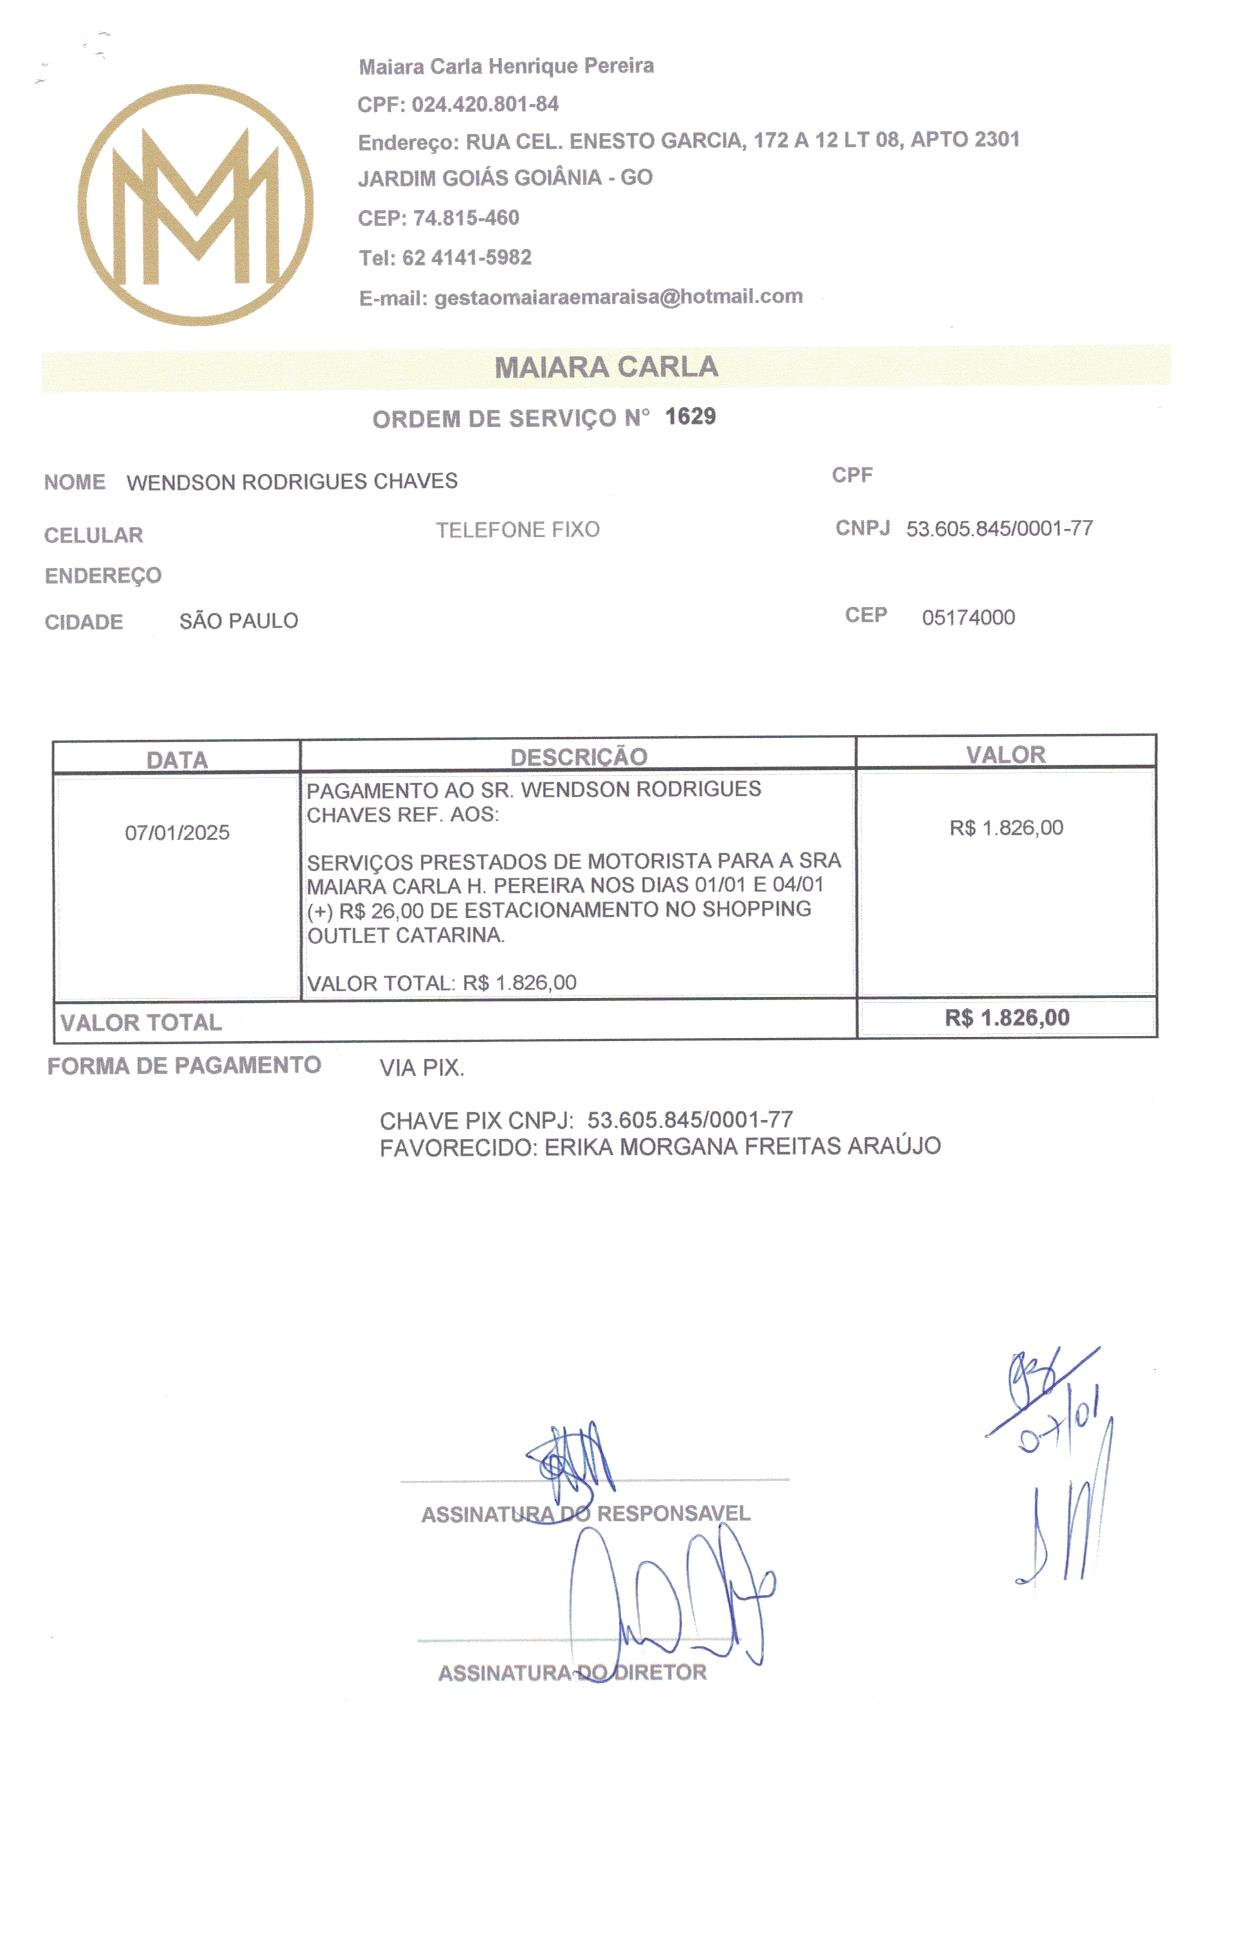 Maiara Carla Henrique Pereira
CPF: 024.420.801-84
Endereço: RUA CEL. ENESTO GARCIA, 172 A 12 LT 08, APTO 2301
JARDIM GOIÁS GOIÂNIA - GO
CEP: 74.815-460
Tel: 62 4141-5982
E-mail: gestaomaiaraemaraisa@hotmail.com
MAIARA CARLA
ORDEM DE SERVIÇO N° 1629
NOME WENDSON RODRIGUES CHAVES CPF
CELULAR TELEFONE FIXO CNPJ 53.605.845/0001-77
ENDEREÇO
CIDADE SÃO PAULO CEP 05174000
DATA DESCRIÇÃO VALOR
07/01/2025
PAGAMENTO AO SR. WENDSON RODRIGUES
CHAVES REF. AOS:
SERVIÇOS PRESTADOS DE MOTORISTA PARA A SRA
MAIARA CARLA H. PEREIRA NOS DIAS 01/01 E 04/01
(+) R$ 26,00 DE ESTACIONAMENTO NO SHOPPING
OUTLET CATARINA.
VALOR TOTAL: R$ 1.826,00
R$ 1.826,00
VALOR TOTAL R$ 1.826,00
FORMA DE PAGAMENTO VIA PIX.
CHAVE PIX CNPJ: 53.605.845/0001-77
FAVORECIDO: ERIKA MORGANA FREITAS ARAÚJO
07/01
ASSINATURA DO RESPONSAVEL
ASSINATURA DO DIRETOR